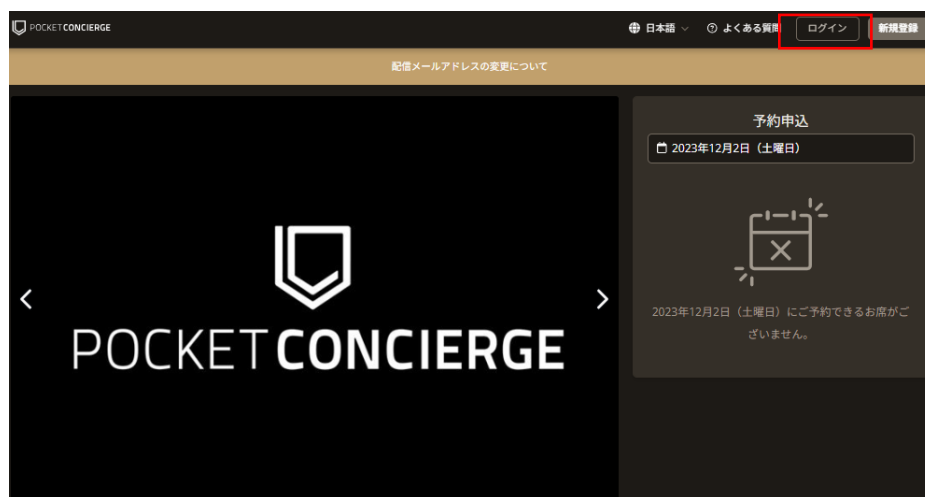 POCKET CONCIERGE
日本語
よくある質問
ログイン
新規登録
配信メールアドレスの変更について
POCKET CONCIERGE
予約申込
2023年12月2日（土曜日）
2023年12月2日（土曜日）にご予約できるお席がご
ざいません。